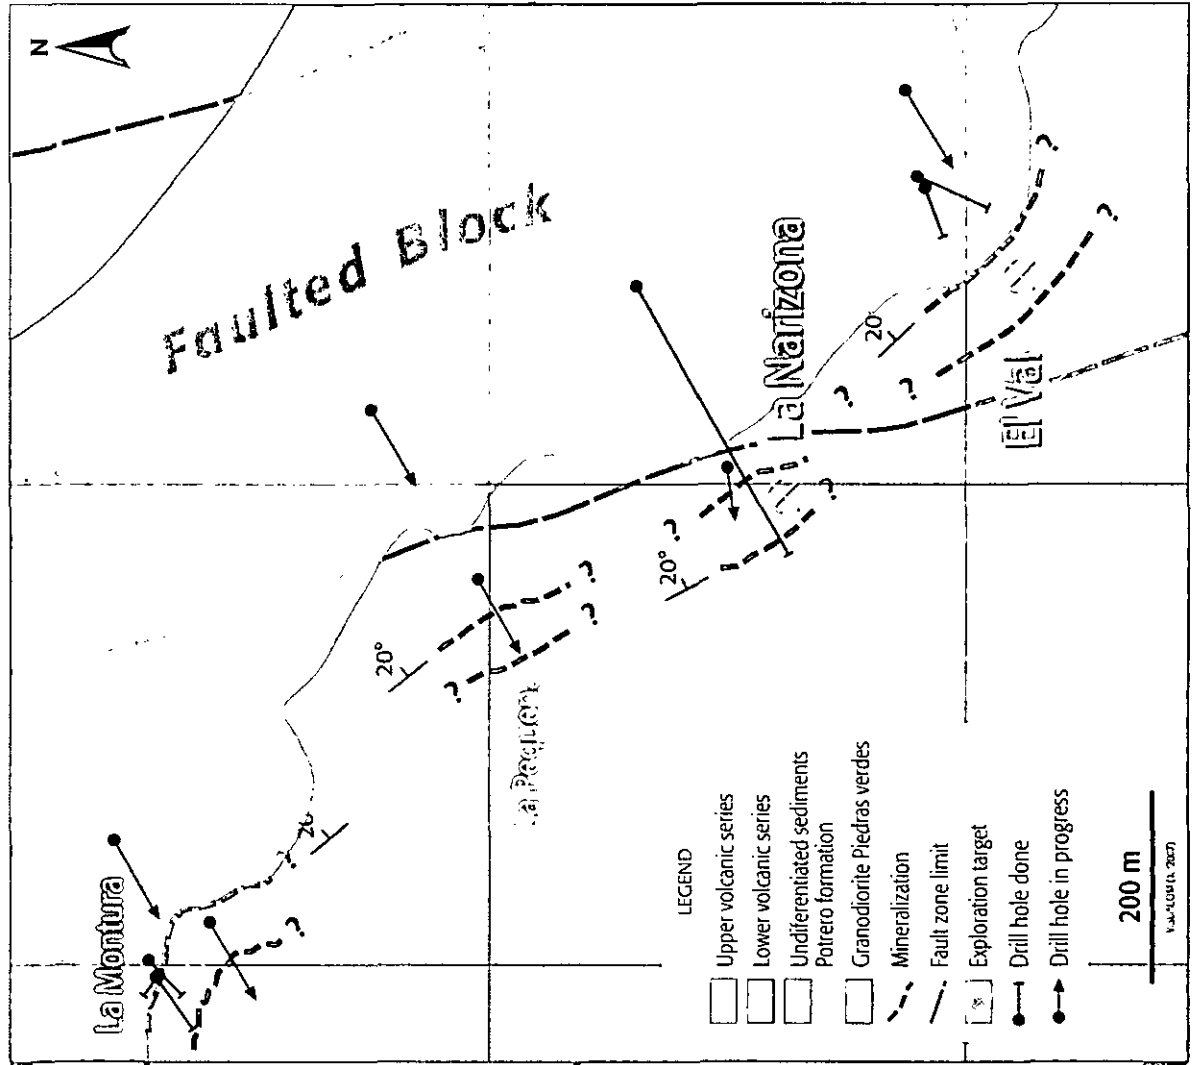 N
Faulted Block
La Montura
20
?
?
20°
?
?
?
La Narizona
20°
?
?
20
?
?
?
?
El Val
LEGEND
Upper volcanic series
Lower volcanic series
Undiferentiated sediments
Potrero formation
Granodiorite Piedras verdes
Mineralization
Fault zone limit
Exploration target
Drill hole done
Drill hole in progress
200 m